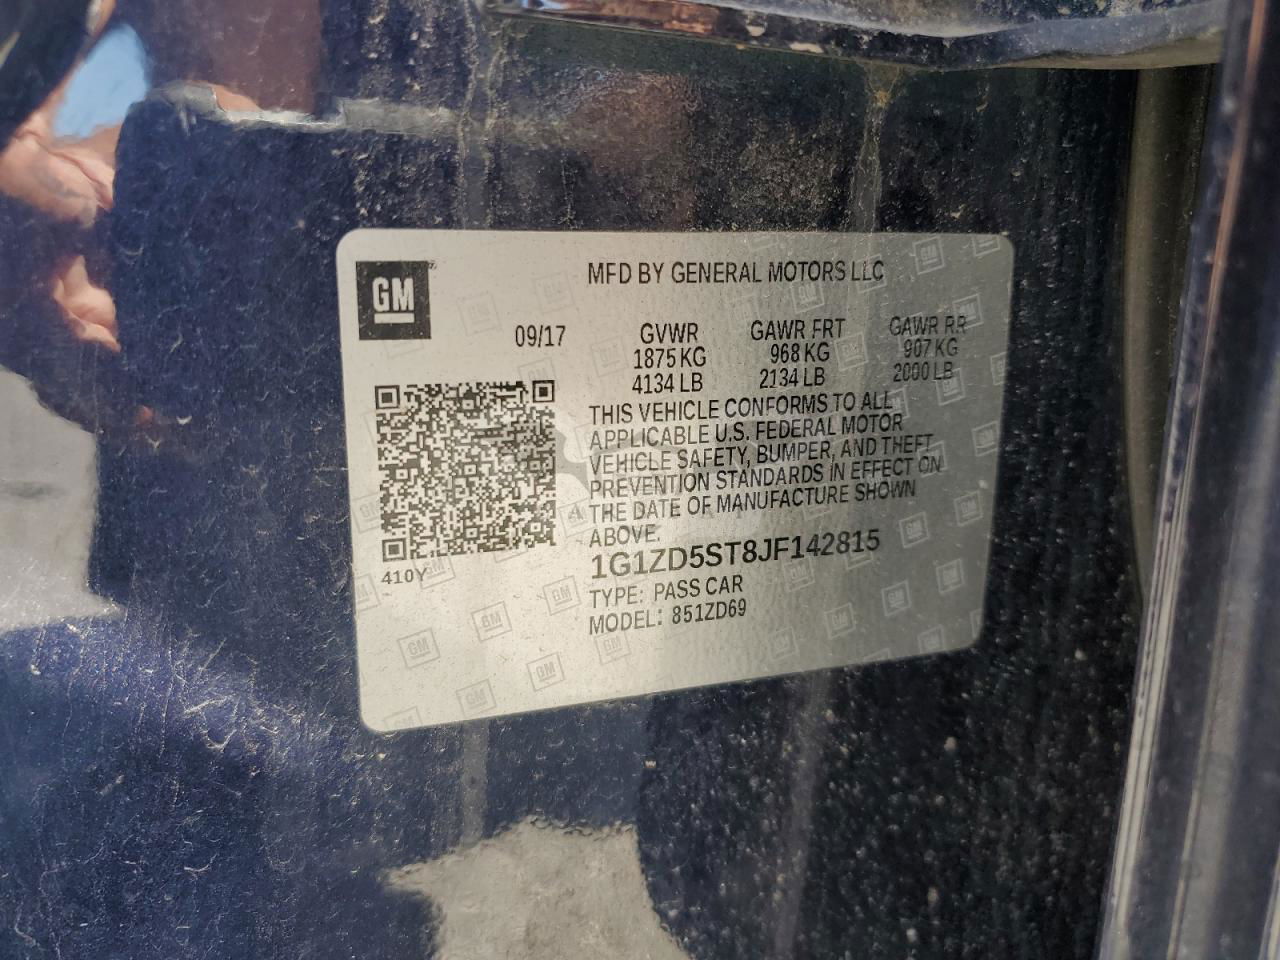 GM
MFD BY GENERAL MOTORS LLC
09/17
GVWR GAWR FRT GAWR RR
1875 KG 968 KG 907 KG
4134 LB 2134 LB 2000 LB
THIS VEHICLE CONFORMS TO ALL
APPLICABLE U.S. FEDERAL MOTOR
VEHICLE SAFETY, BUMPER, AND THEFT
PREVENTION STANDARDS IN EFFECT ON
THE DATE OF MANUFACTURE SHOWN
ABOVE.
410Y
1G1ZD5ST8JF142815
TYPE: PASS CAR
MODEL: 851ZD69